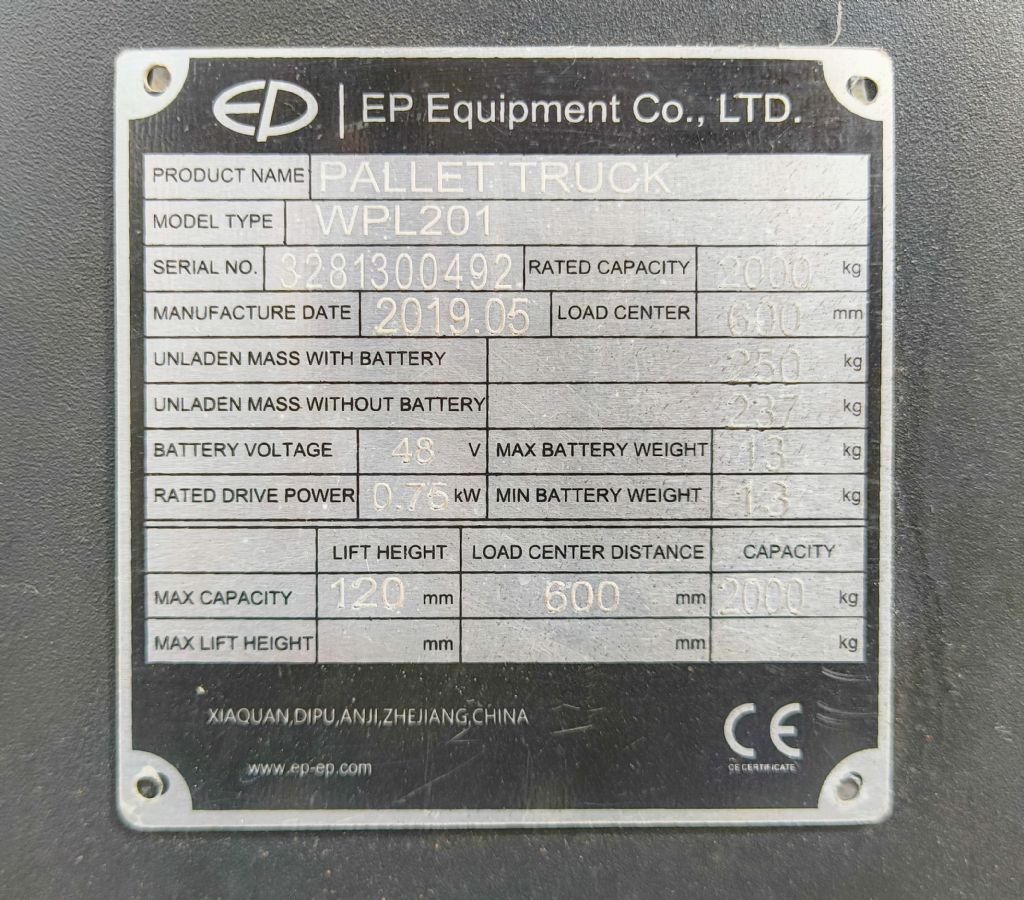 EP | EP Equipment Co., LTD.
PRODUCT NAME PALLET TRUCK
MODEL TYPE WPL201
SERIAL NO. 3281300492 RATED CAPACITY 2000 kg
MANUFACTURE DATE 2019.05 LOAD CENTER 600 mm
UNLADEN MASS WITH BATTERY 250 kg
UNLADEN MASS WITHOUT BATTERY 237 kg
BATTERY VOLTAGE 48 V MAX BATTERY WEIGHT 13 kg
RATED DRIVE POWER 0.75 kW MIN BATTERY WEIGHT 13 kg
LIFT HEIGHT LOAD CENTER DISTANCE CAPACITY
MAX CAPACITY 120 mm 600 mm 2000 kg
MAX LIFT HEIGHT mm mm kg
XIAQUAN,DIPU,ANJI,ZHEJIANG,CHINA
CE
www.ep-ep.com
CE CERTIFICATE